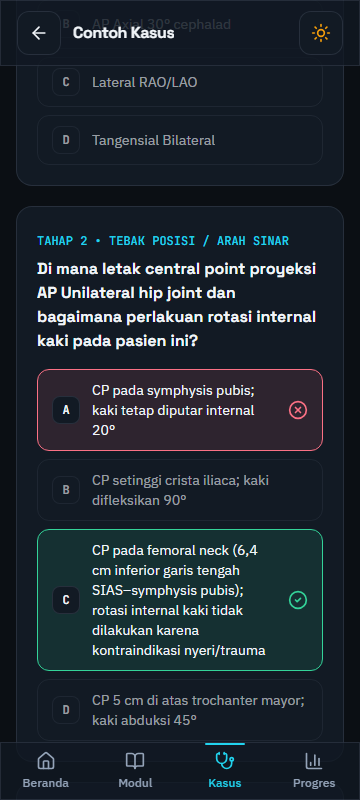 B AP Axial 30° cephalad
Contoh Kasus
C Lateral RAO/LAO
D Tangensial Bilateral
TAHAP 2 • TEBAK POSISI / ARAH SINAR
Di mana letak central point proyeksi
AP Unilateral hip joint dan
bagaimana perlakuan rotasi internal
kaki pada pasien ini?
A CP pada symphysis pubis;
kaki tetap diputar internal
20°
B CP setinggi crista iliaca; kaki
difleksikan 90°
C CP pada femoral neck (6,4
cm inferior garis tengah
SIAS–symphysis pubis);
rotasi internal kaki tidak
dilakukan karena
kontraindikasi nyeri/trauma
D CP 5 cm di atas trochanter mayor;
kaki abduksi 45°
Beranda Modul Kasus Progres